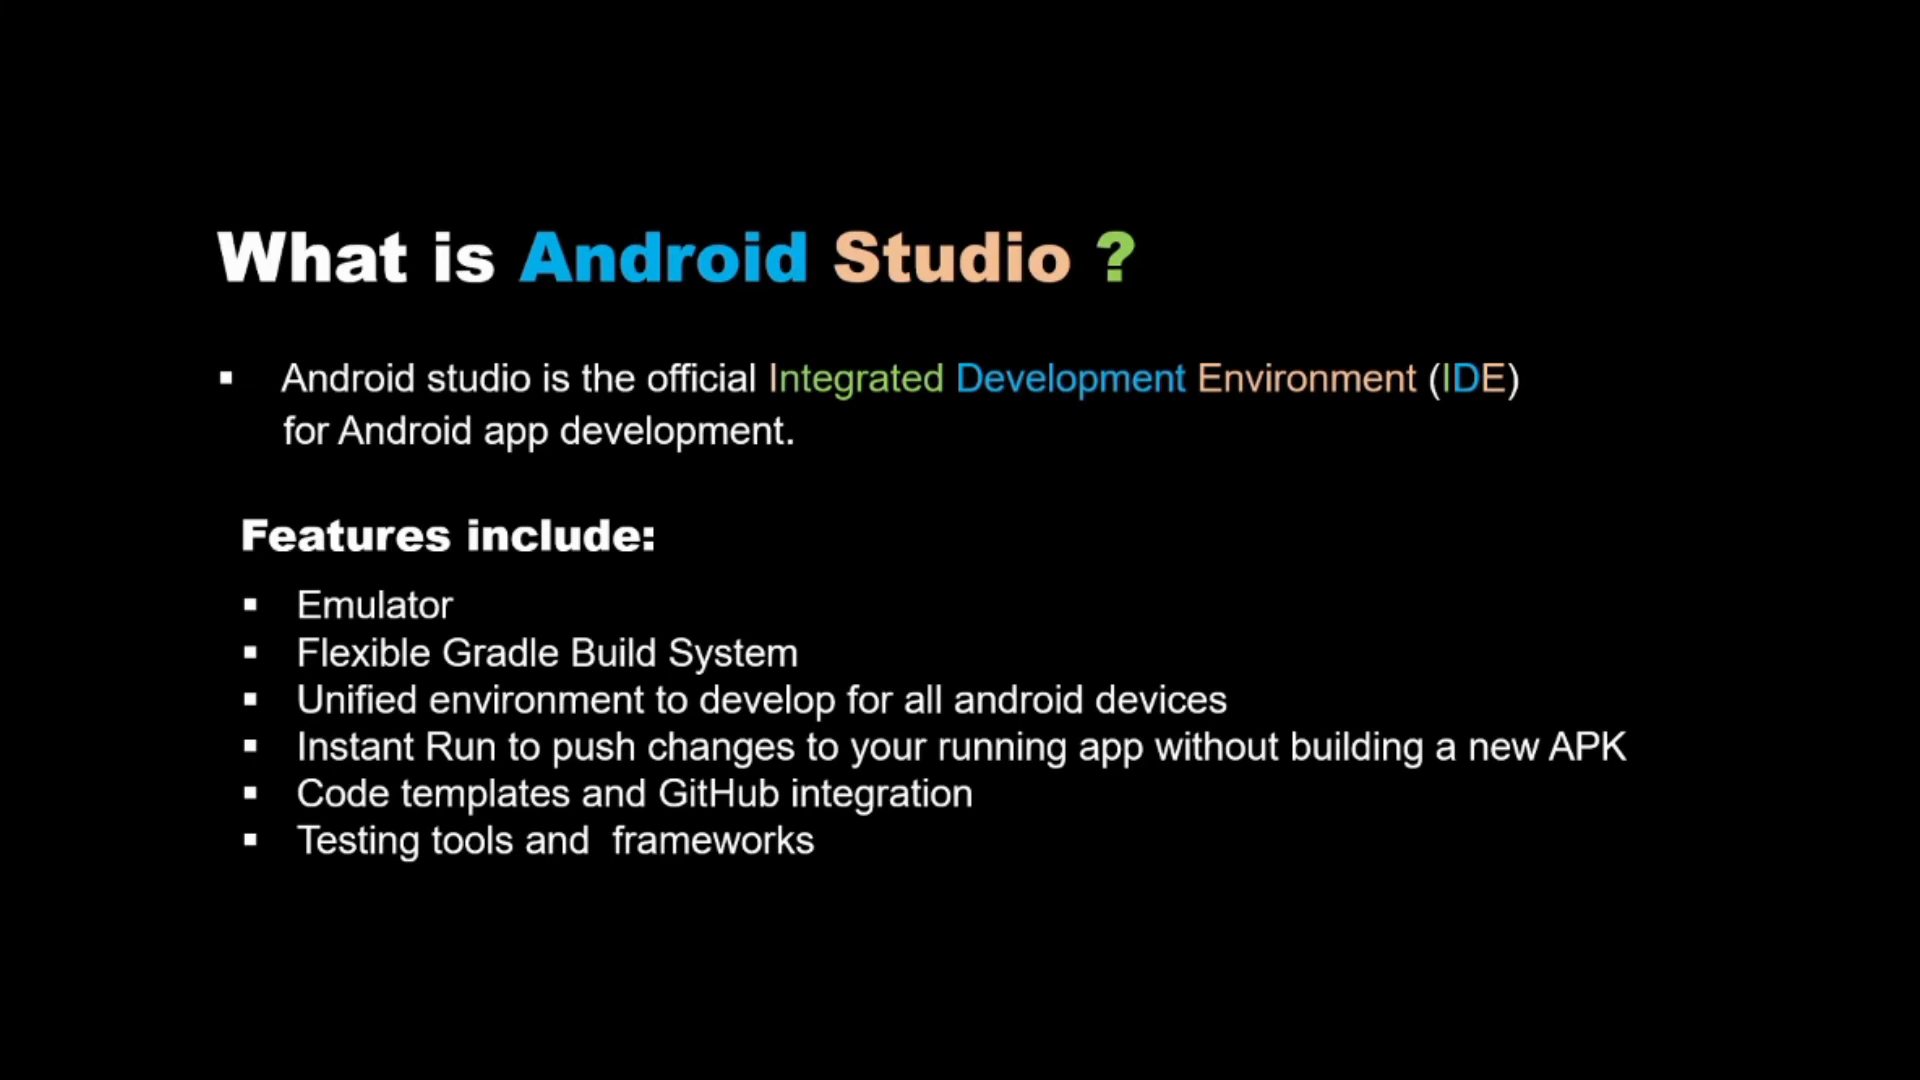 What is Android Studio ?
▪ Android studio is the official Integrated Development Environment (IDE)
for Android app development.
Features include:
▪ Emulator
▪ Flexible Gradle Build System
▪ Unified environment to develop for all android devices
▪ Instant Run to push changes to your running app without building a new APK
▪ Code templates and GitHub integration
▪ Testing tools and  frameworks